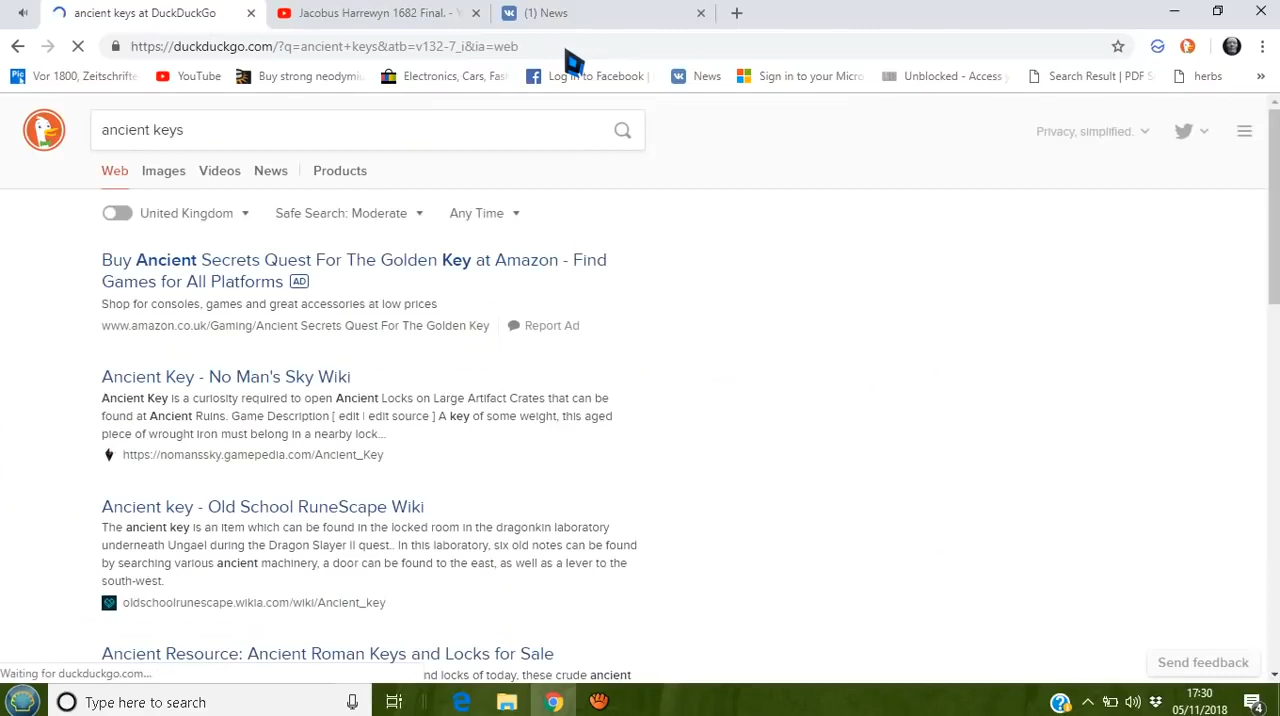 ancient keys at DuckDuckGo
Jacobus Harrewyn 1682 Final. -
(1) News
https://duckduckgo.com/?q=ancient+keys&atb=v132-7_i&ia=web
Vor 1800, Zeitschrifte
YouTube
Buy strong neodymiu
Electronics, Cars, Fas
Log in to Facebook
News
Sign in to your Micro
Unblocked - Access
Search Result | PDF S
herbs
»
ancient keys
Privacy, simplified.
Web Images Videos News Products
United Kingdom Safe Search: Moderate Any Time
Buy Ancient Secrets Quest For The Golden Key at Amazon - Find
Games for All Platforms AD
Shop for consoles, games and great accessories at low prices
www.amazon.co.uk/Gaming/Ancient Secrets Quest For The Golden Key Report Ad
Ancient Key - No Man's Sky Wiki
Ancient Key is a curiosity required to open Ancient Locks on Large Artifact Crates that can be
found at Ancient Ruins. Game Description [ edit | edit source ] A key of some weight, this aged
piece of wrought iron must belong in a nearby lock...
https://nomanssky.gamepedia.com/Ancient_Key
Ancient key - Old School RuneScape Wiki
The ancient key is an item which can be found in the locked room in the dragonkin laboratory
underneath Ungael during the Dragon Slayer II quest.. In this laboratory, six old notes can be found
by searching various ancient machinery, a door can be found to the east, as well as a lever to the
south-west.
oldschoolrunescape.wikia.com/wiki/Ancient_key
Ancient Resource: Ancient Roman Keys and Locks for Sale
nd locks of today, these crude ancient
Send feedback
Waiting for duckduckgo.com...
Type here to search
17:30
05/11/2018
4